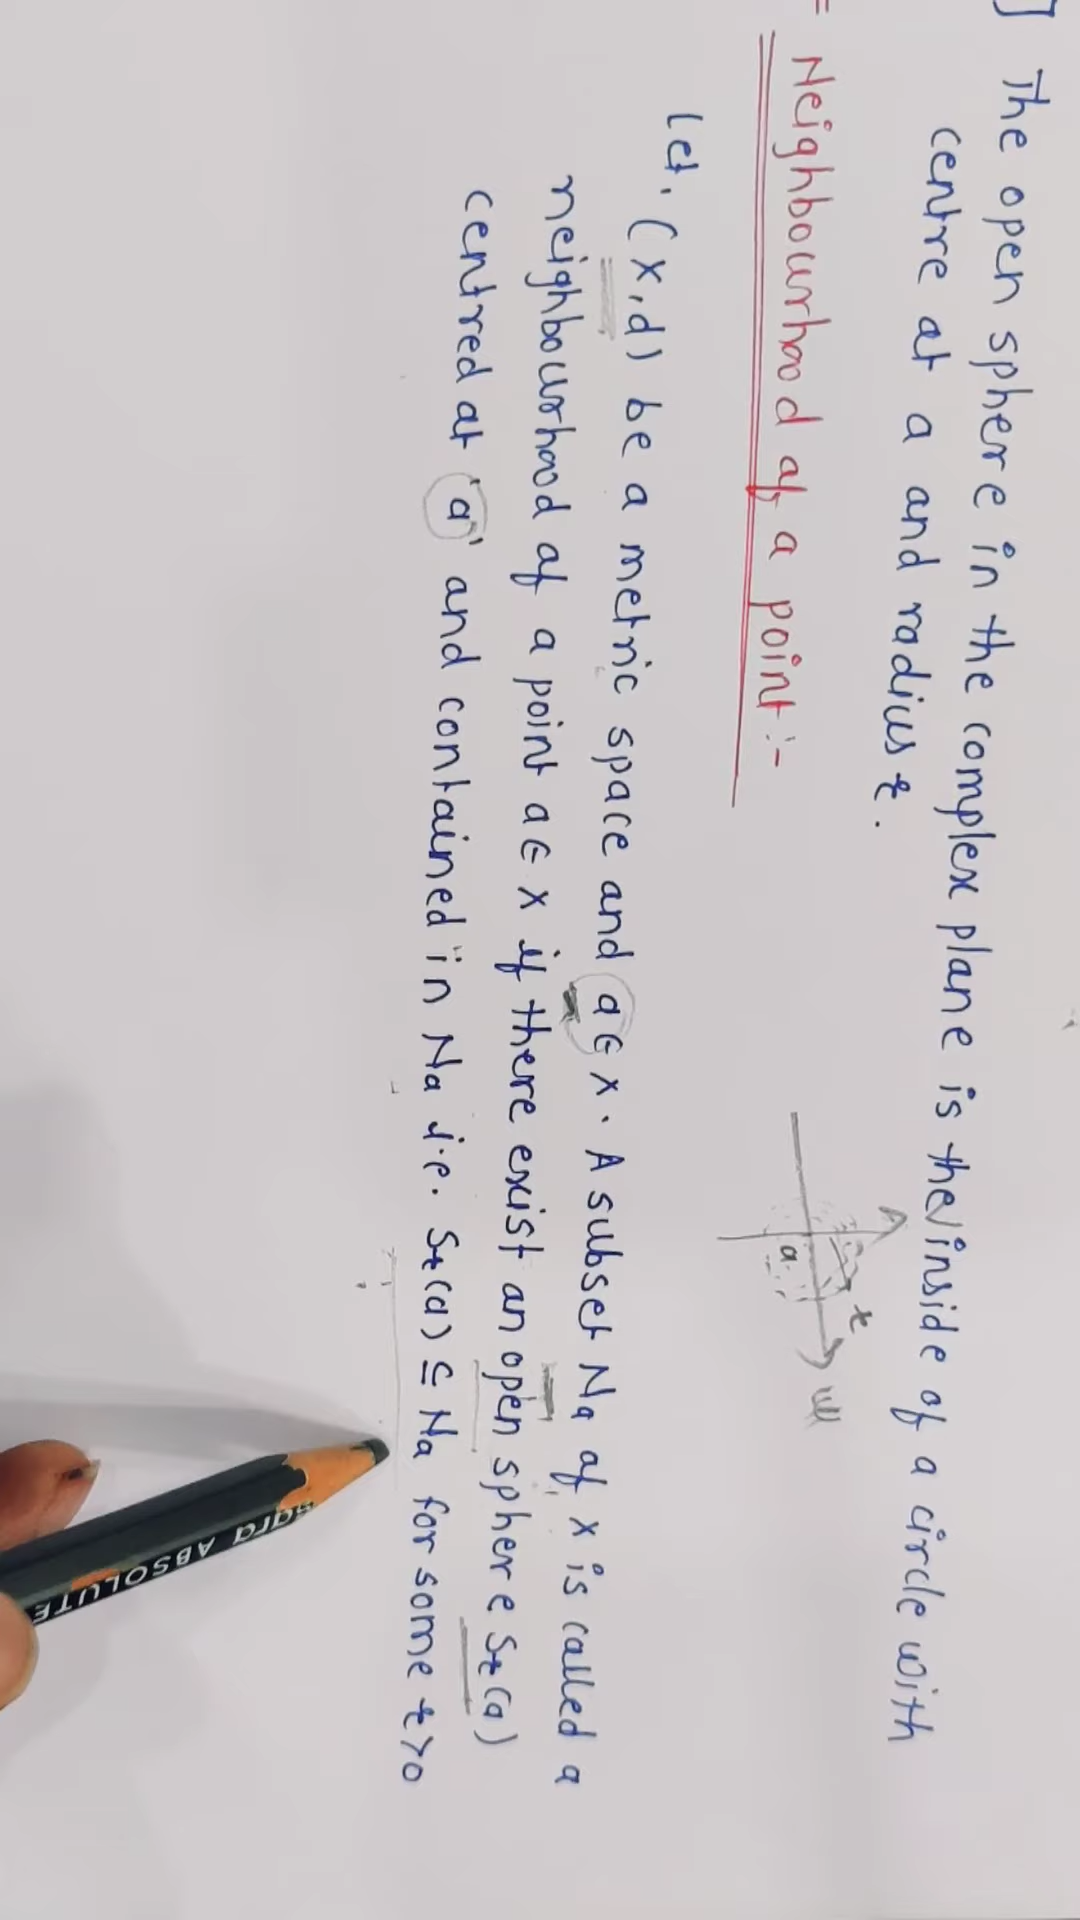 ] The open sphere in the complex plane is the inside of a circle with
centre at a and radius r.
a
r
= Neighbourhood of a point :-
Let, (X,d) be a metric space and a ∈ X. A subset Na of X is called a
neighbourhood of a point a ∈ X if there exist an open sphere Sr(a)
centred at 'a' and contained in Na i.e. Sr(a) ⊆ Na for some r>0
ABSOLUTE